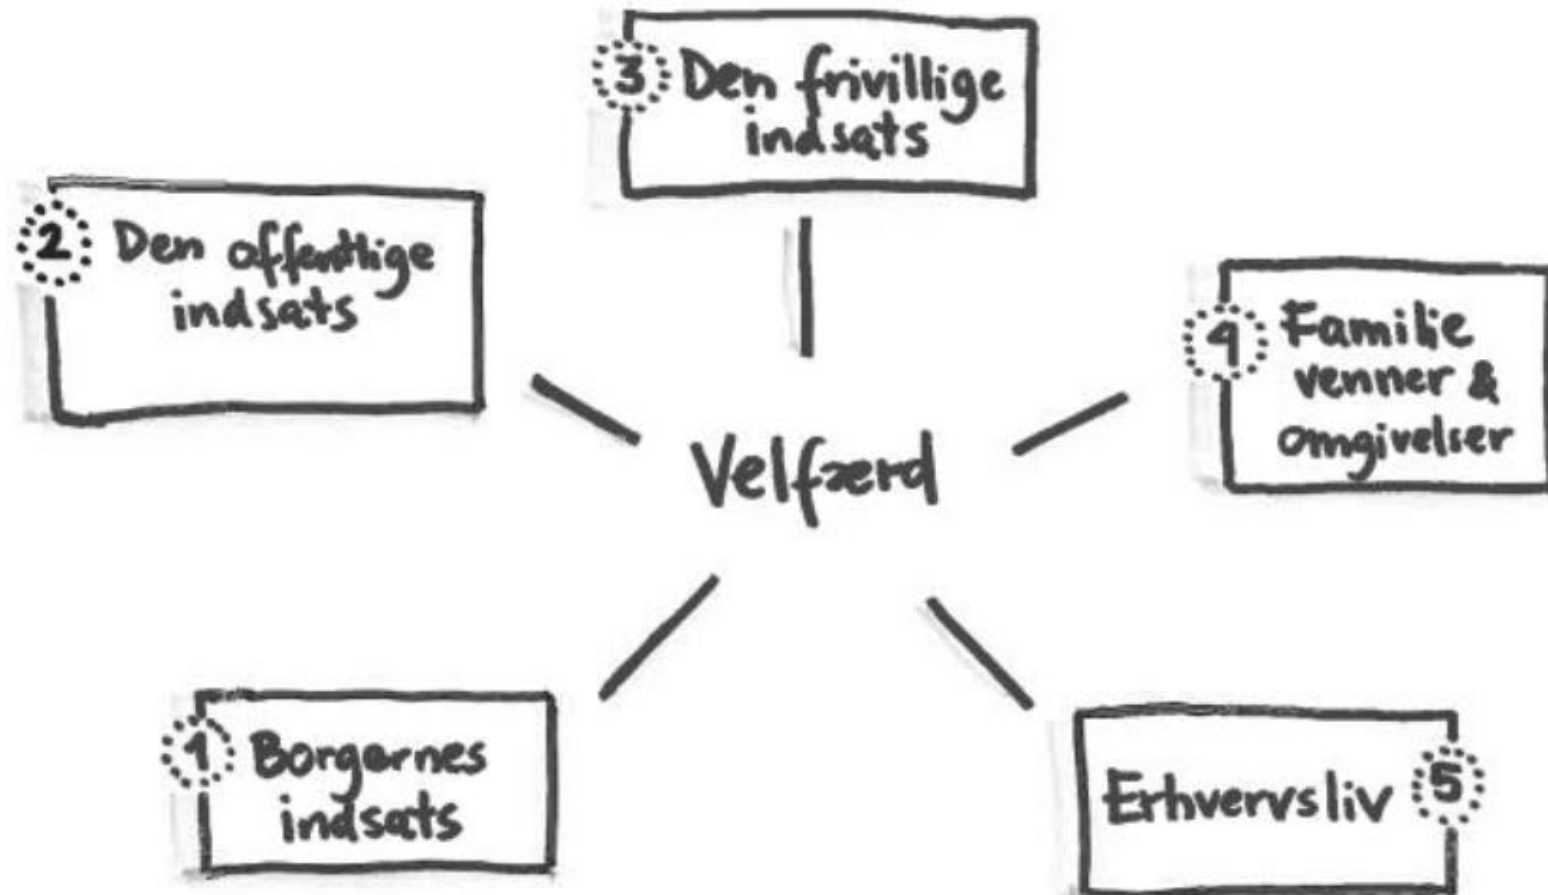 3 Den frivillige
indsats
2 Den offentlige
indsats
4 Familie
venner &
omgivelser
Velfærd
1 Borgernes
indsats
Erhvervsliv 5